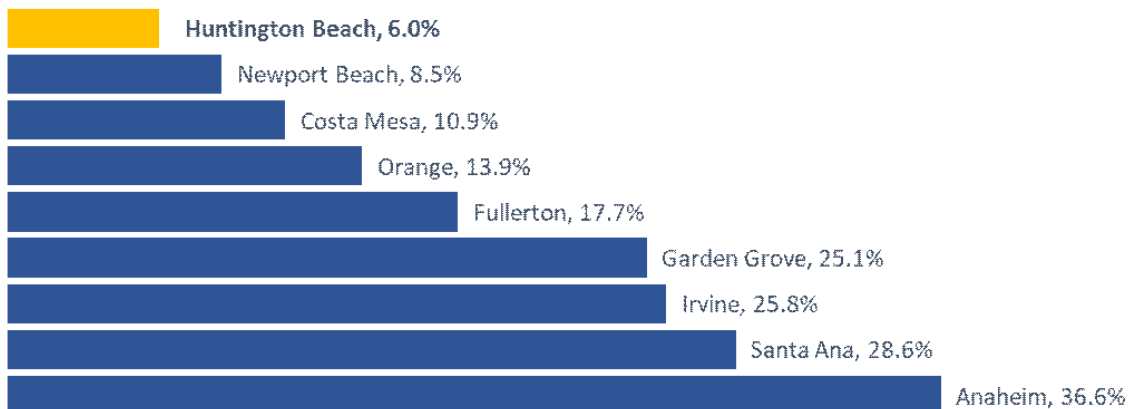 Huntington Beach, 6.0%
Newport Beach, 8.5%
Costa Mesa, 10.9%
Orange, 13.9%
Fullerton, 17.7%
Garden Grove, 25.1%
Irvine, 25.8%
Santa Ana, 28.6%
Anaheim, 36.6%